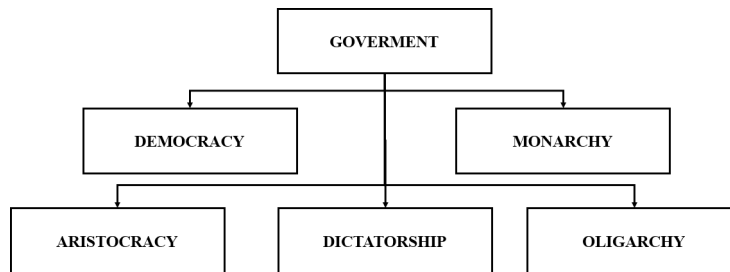 GOVERMENT
DEMOCRACY
MONARCHY
ARISTOCRACY
DICTATORSHIP
OLIGARCHY